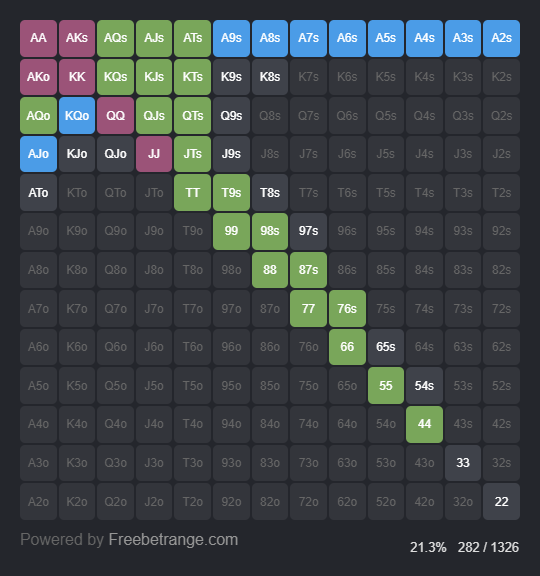 AA AKs AQs AJs ATs A9s A8s A7s A6s A5s A4s A3s A2s
AKo KK KQs KJs KTs K9s K8s K7s K6s K5s K4s K3s K2s
AQo KQo QQ QJs QTs Q9s Q8s Q7s Q6s Q5s Q4s Q3s Q2s
AJo KJo QJo JJ JTs J9s J8s J7s J6s J5s J4s J3s J2s
ATo KTo QTo JTo TT T9s T8s T7s T6s T5s T4s T3s T2s
A9o K9o Q9o J9o T9o 99 98s 97s 96s 95s 94s 93s 92s
A8o K8o Q8o J8o T8o 98o 88 87s 86s 85s 84s 83s 82s
A7o K7o Q7o J7o T7o 97o 87o 77 76s 75s 74s 73s 72s
A6o K6o Q6o J6o T6o 96o 86o 76o 66 65s 64s 63s 62s
A5o K5o Q5o J5o T5o 95o 85o 75o 65o 55 54s 53s 52s
A4o K4o Q4o J4o T4o 94o 84o 74o 64o 54o 44 43s 42s
A3o K3o Q3o J3o T3o 93o 83o 73o 63o 53o 43o 33 32s
A2o K2o Q2o J2o T2o 92o 82o 72o 62o 52o 42o 32o 22
Powered by Freebetrange.com
21.3% 282 / 1326